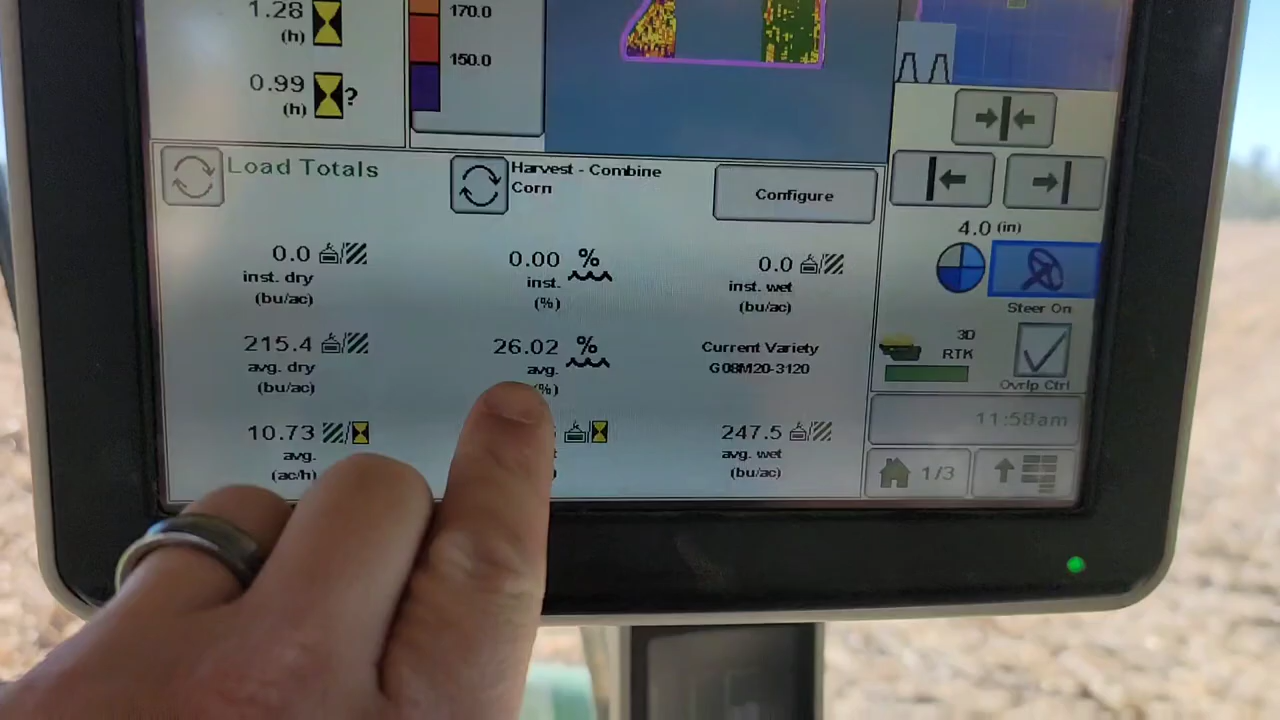 1.28
(h)
170.0
150.0
0.99
(h)
?
Load Totals
Harvest - Combine
Corn
Configure
4.0 (in)
0.0
inst. dry
(bu/ac)
0.00 %
inst.
(%)
0.0
inst. wet
(bu/ac)
Steer On
215.4
avg. dry
(bu/ac)
26.02 %
avg.
(%)
Current Variety
G08M20-3120
3D
RTK
Ovrlp Ctrl
11:58am
10.73
avg.
(ac/h)
247.5
avg. wet
(bu/ac)
1/3